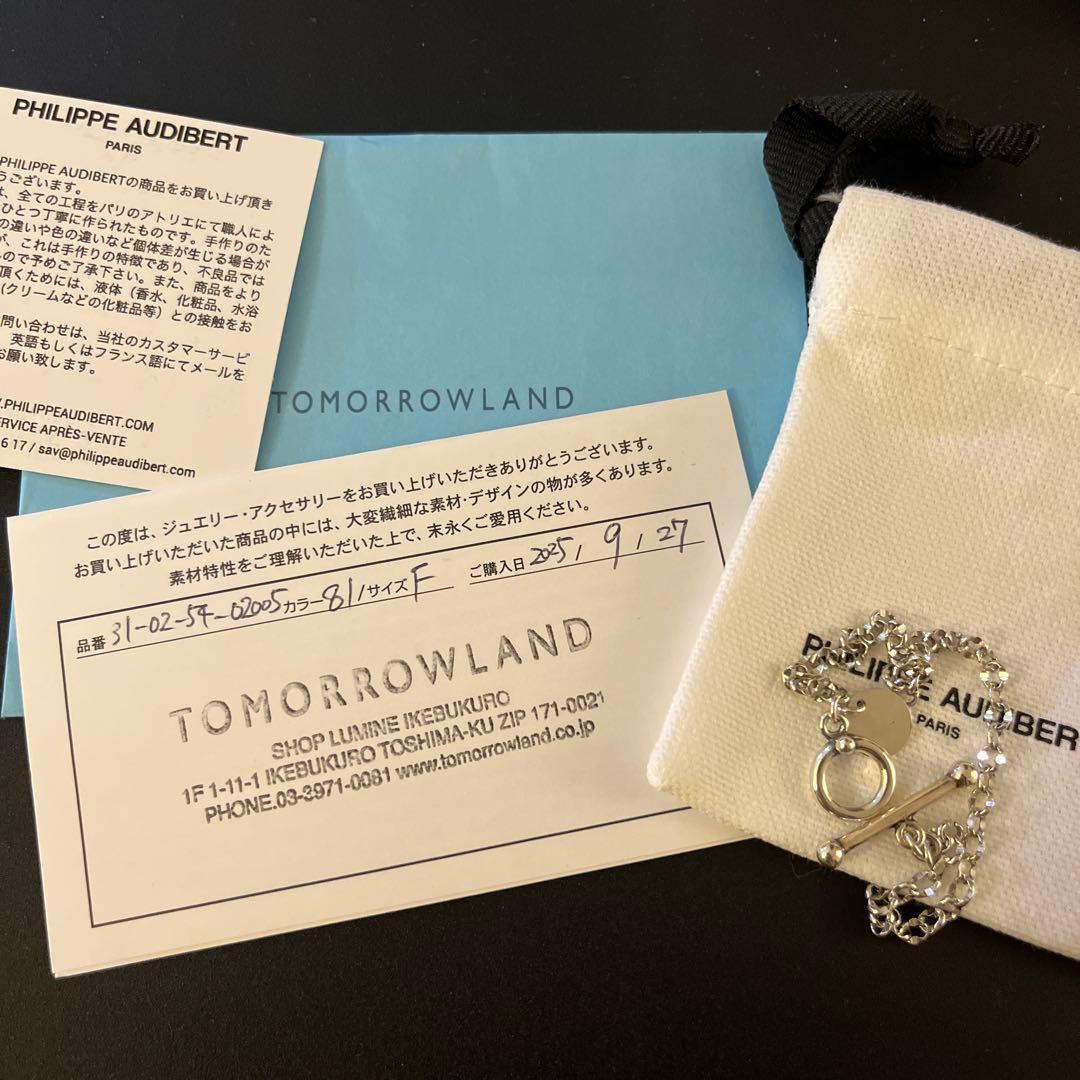 PHILIPPE AUDIBERT
PARIS
PHILIPPE AUDIBERTの商品をお買い上げ頂き
うございます。
は、全ての工程をパリのアトリエにて職人によ
ひとつ丁寧に作られたものです。手作りのた
の違いや色の違いなど個体差が生じる場合が
が、これは手作りの特徴であり、不良品では
ので予めご了承下さい。また、商品をより
頂くためには、液体（香水、化粧品、水浴
（クリームなどの化粧品等）との接触をお
問い合わせは、当社のカスタマーサービ
英語もしくはフランス語にてメールを
お願い致します。
.PHILIPPEAUDIBERT.COM
SERVICE APRÈS-VENTE
6 17 / sav@philippeaudibert.com
TOMORROWLAND
この度は、ジュエリー・アクセサリーをお買い上げいただきありがとうございます。
お買い上げいただいた商品の中には、大変繊細な素材・デザインの物が多くあります。
素材特性をご理解いただいた上で、末永くご愛用ください。
品番 31-02-54-02005 カラー 81 / サイズ F ご購入日 2025 / 9 / 27
TOMORROWLAND
SHOP LUMINE IKEBUKURO
1F 1-11-1 IKEBUKURO TOSHIMA-KU ZIP 171-0021
PHONE.03-3971-0081 www.tomorrowland.co.jp
PHILIPPE AUDIBER
PARIS